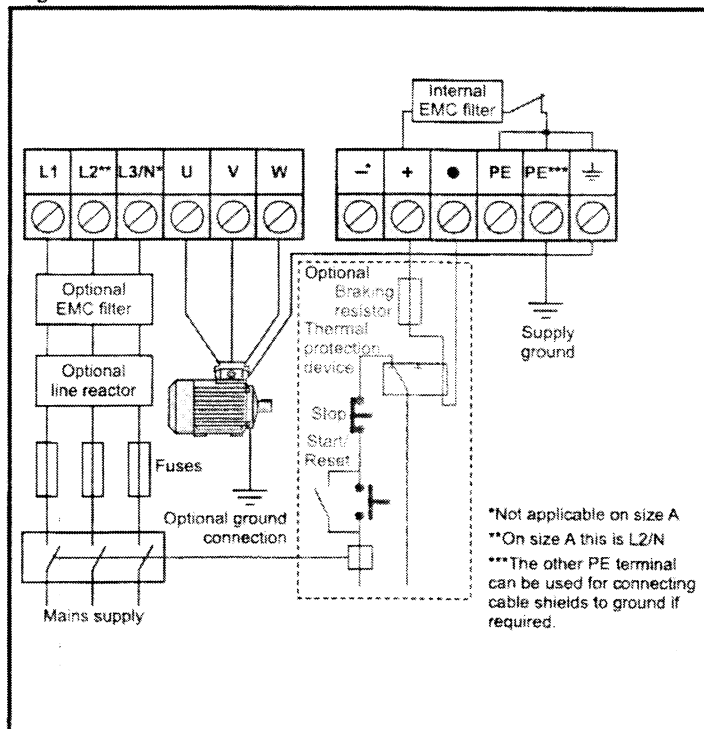 Internal
EMC filter
L1 L2** L3/N* U V W
–* + ● PE PE*** ⏚
Optional
EMC filter
Optional
line reactor
Fuses
Mains supply
Optional ground
connection
Optional
Braking
resistor
Thermal
protection
device
Stop
Start/
Reset
Supply
ground
*Not applicable on size A
**On size A this is L2/N
***The other PE terminal
can be used for connecting
cable shields to ground if
required.